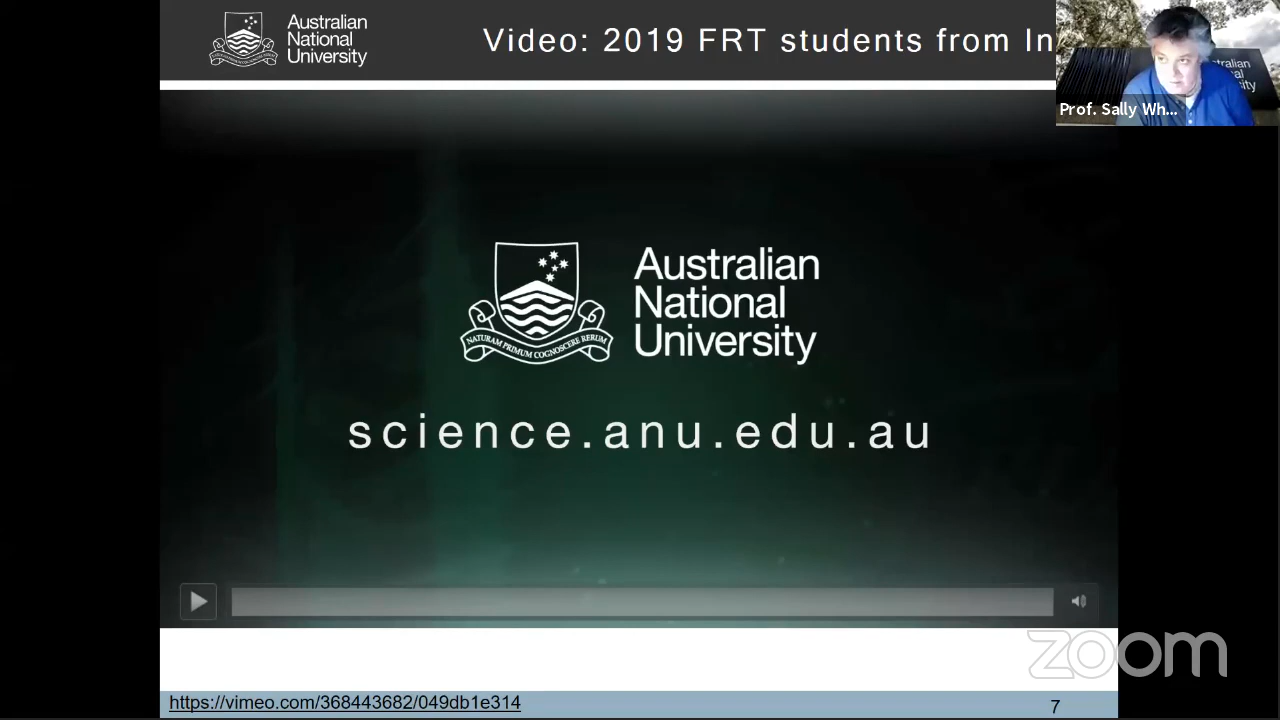 Australian
National
University
Video: 2019 FRT students from In
Prof. Sally Wh...
Australian
National
University
NATURAM PRIMUM COGNOSCERE RERUM
science.anu.edu.au
zoom
https://vimeo.com/368443682/049db1e314
7